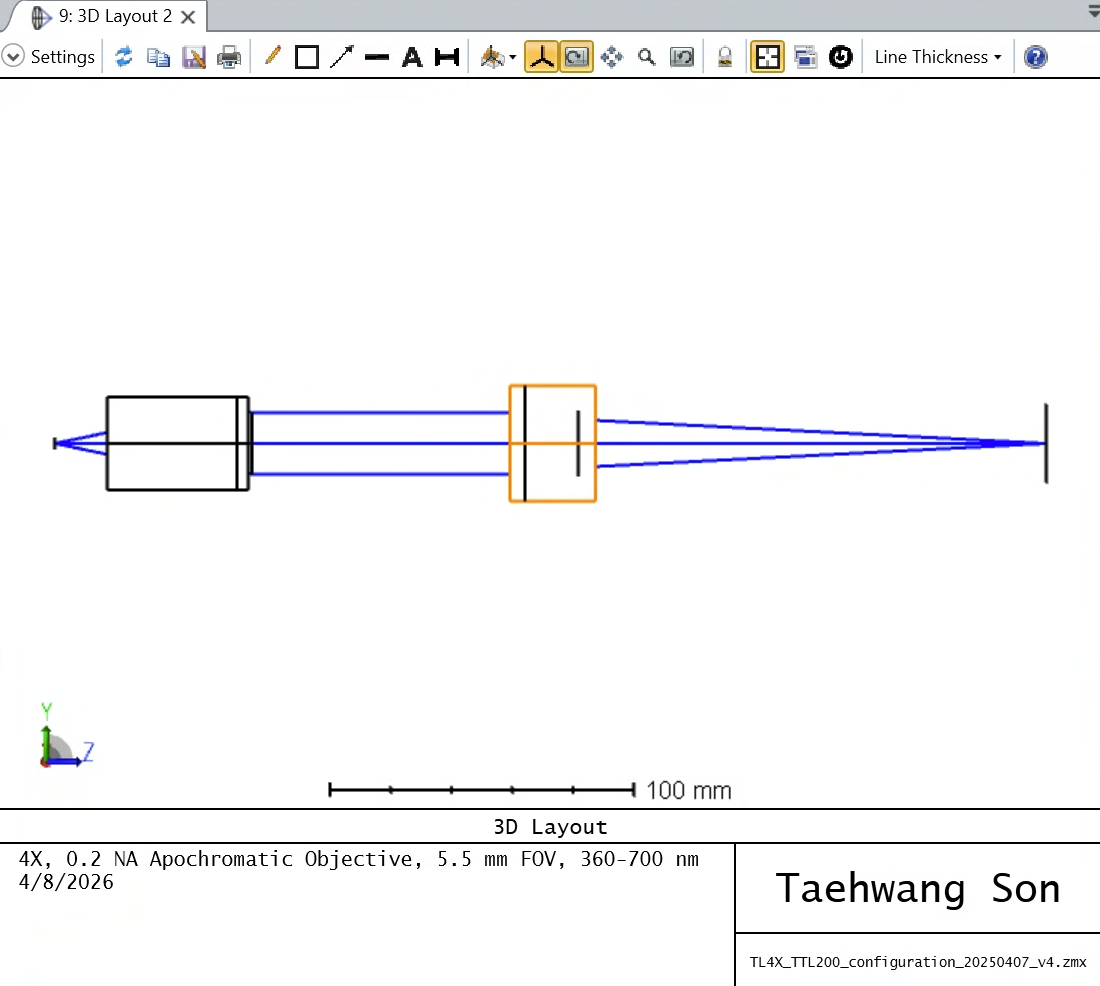 9: 3D Layout 2
Settings
A
Line Thickness
Y
Z
100 mm
3D Layout
4X, 0.2 NA Apochromatic Objective, 5.5 mm FOV, 360-700 nm
4/8/2026
Taehwang Son
TL4X_TTL200_configuration_20250407_v4.zmx